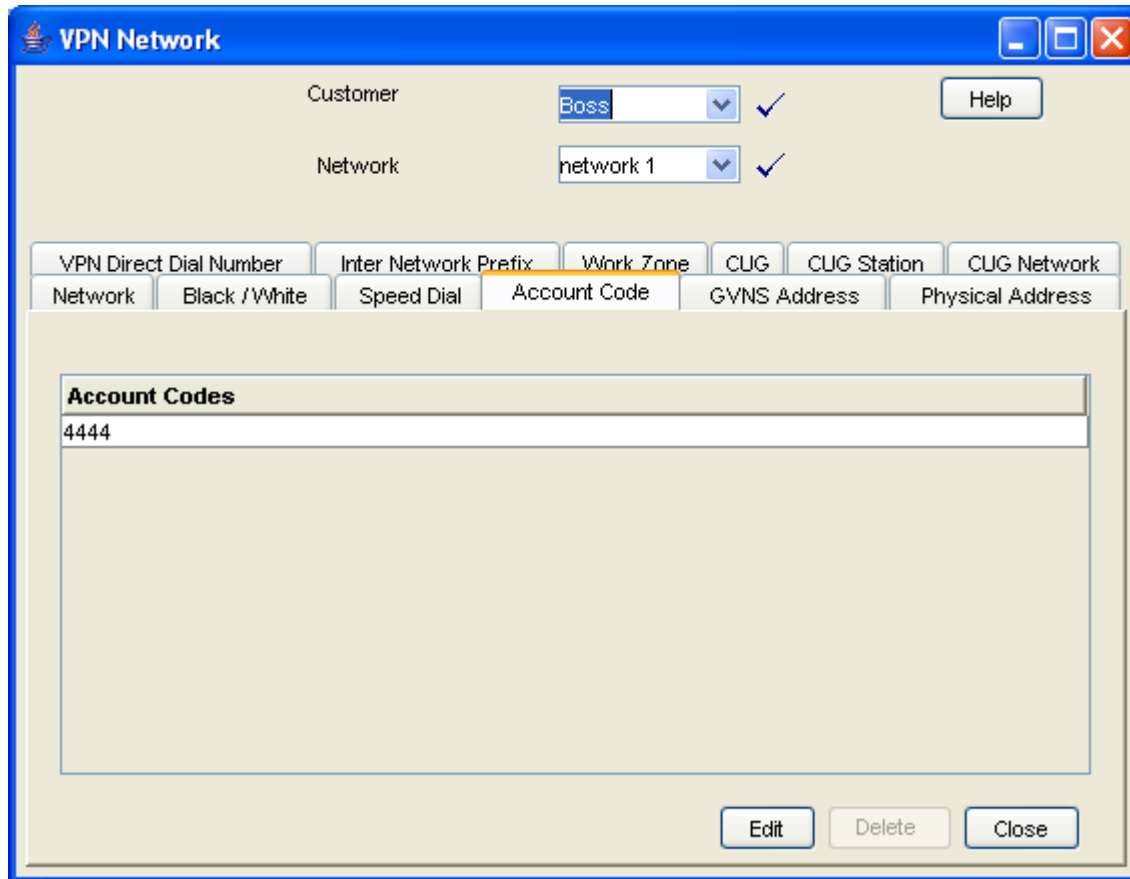 VPN Network
Customer
Boss
Help
Network
network 1
VPN Direct Dial Number Inter Network Prefix Work Zone CUG CUG Station CUG Network
Network Black / White Speed Dial Account Code GVNS Address Physical Address
Account Codes
4444
Edit Delete Close